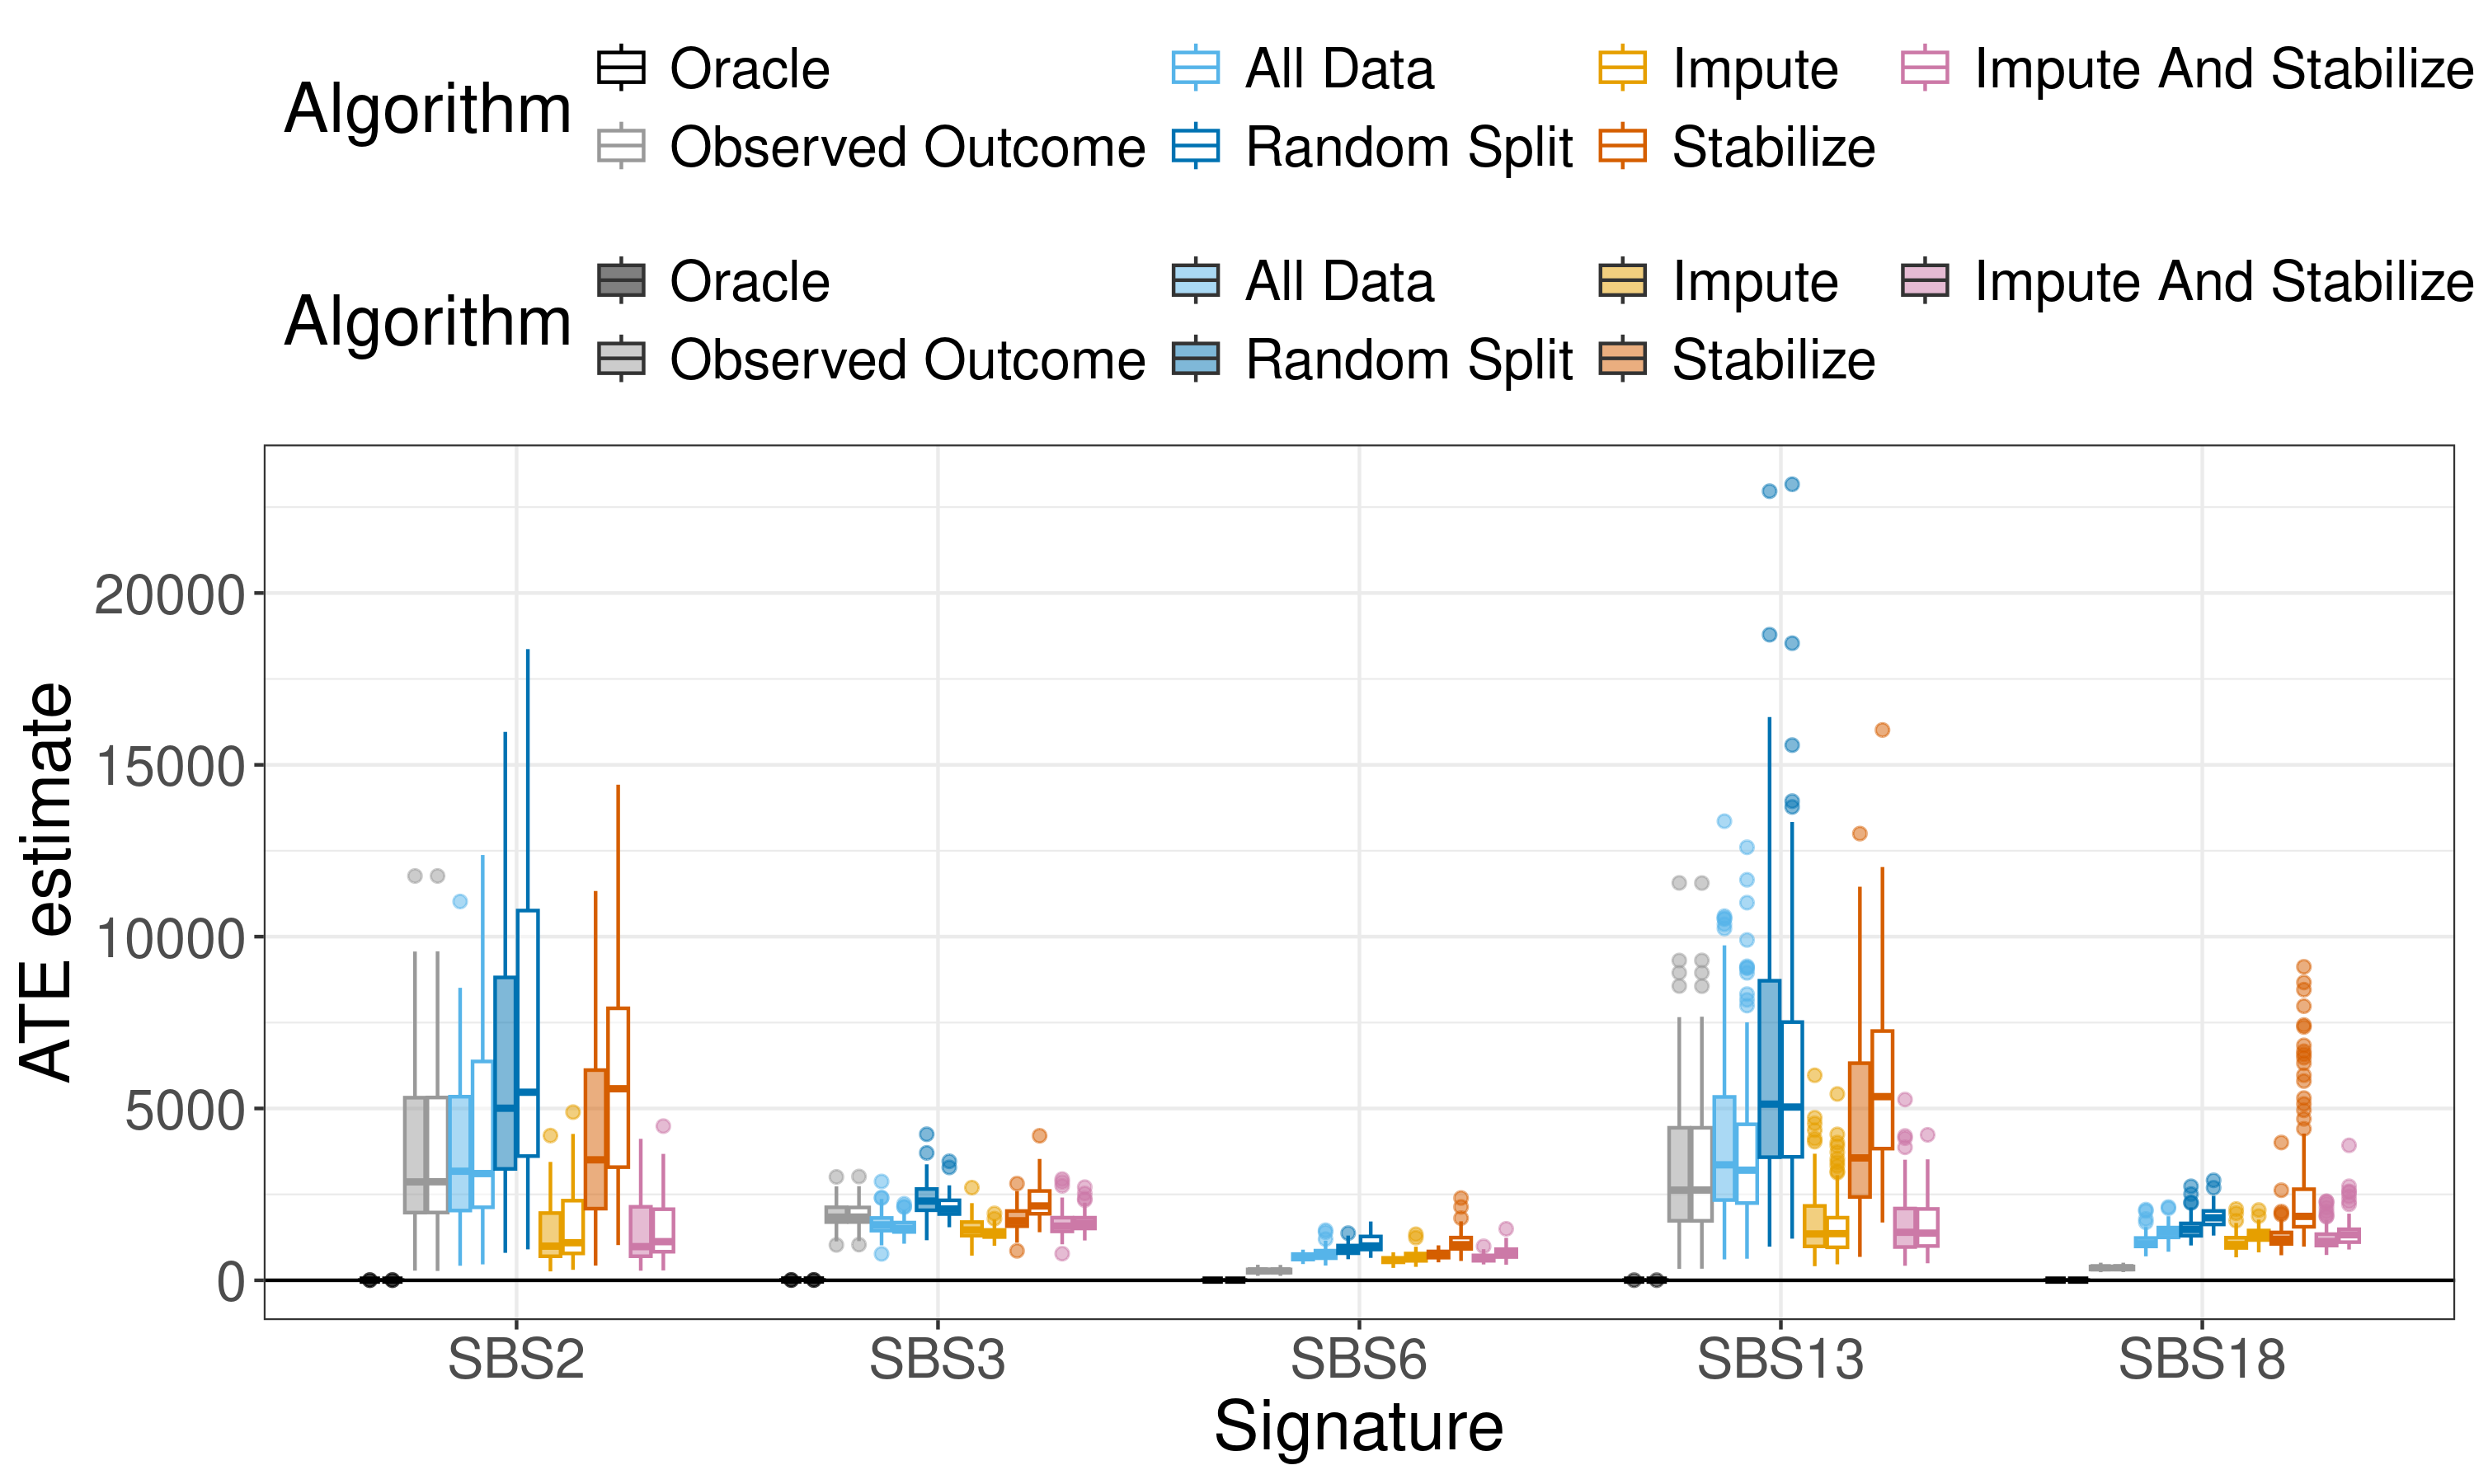 Algorithm
Oracle All Data Impute Impute And Stabilize
Observed Outcome Random Split Stabilize
Algorithm
Oracle All Data Impute Impute And Stabilize
Observed Outcome Random Split Stabilize
ATE estimate
20000
15000
10000
5000
0
SBS2 SBS3 SBS6 SBS13 SBS18
Signature